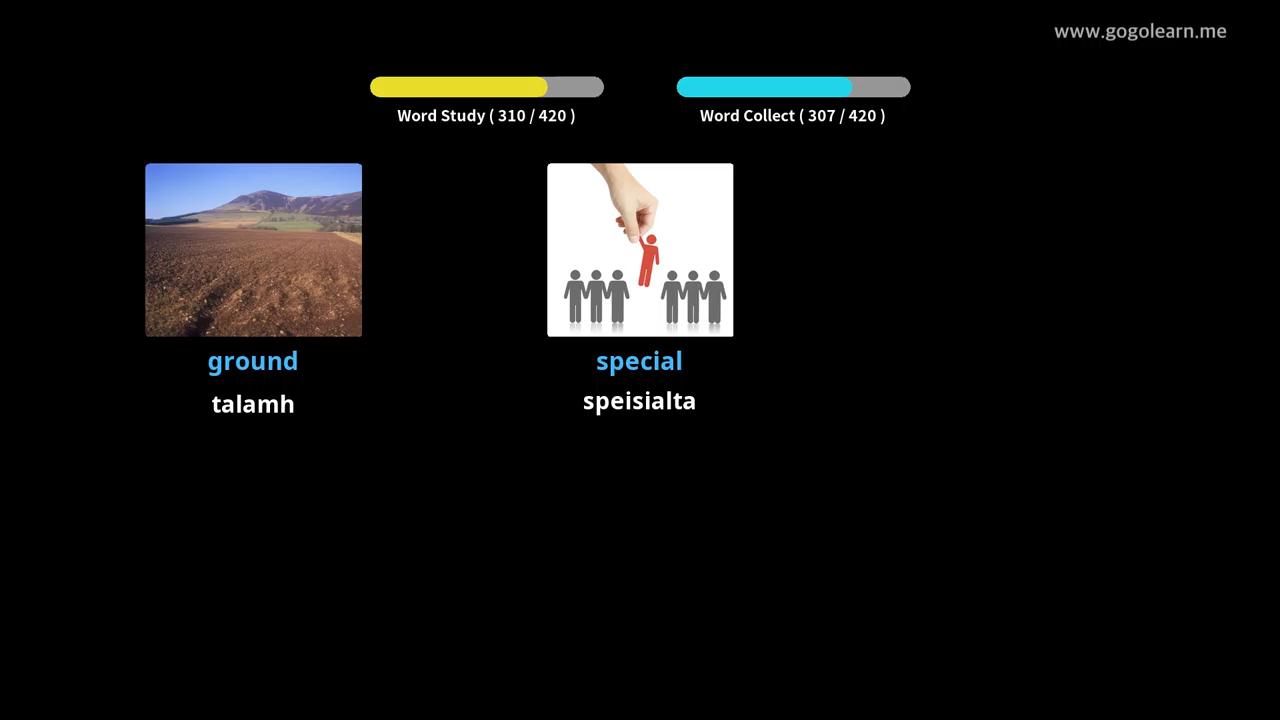 www.gogolearn.me
Word Study ( 310 / 420 )
Word Collect ( 307 / 420 )
ground
talamh
special
speisialta